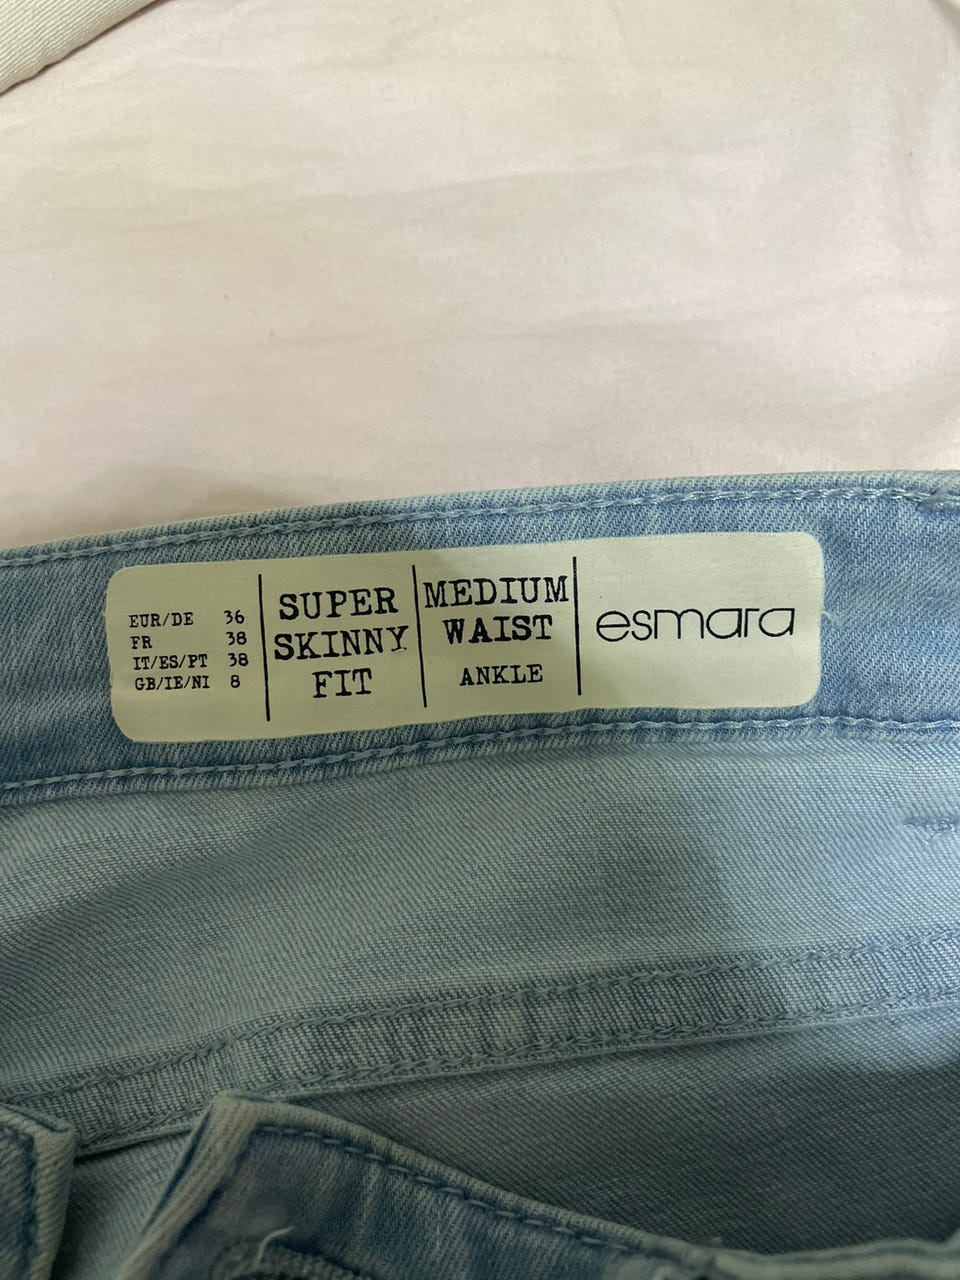 EUR/DE 36
FR 38
IT/ES/PT 38
GB/IE/NI 8
SUPER
SKINNY
FIT
MEDIUM
WAIST
ANKLE
esmara